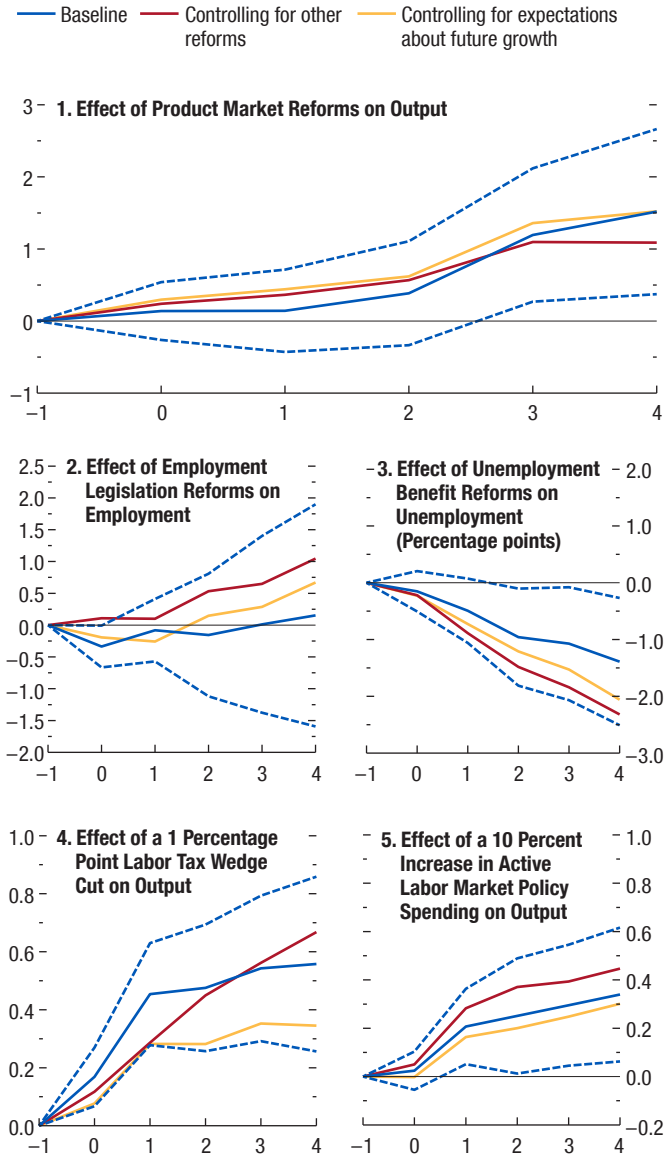 Baseline
Controlling for other
reforms
Controlling for expectations
about future growth
1. Effect of Product Market Reforms on Output
3
2
1
0
–1
–1 0 1 2 3 4
2. Effect of Employment
Legislation Reforms on
Employment
2.5
2.0
1.5
1.0
0.5
0.0
–0.5
–1.0
–1.5
–2.0
–1 0 1 2 3 4
3. Effect of Unemployment
Benefit Reforms on
Unemployment
(Percentage points)
2.0
1.0
0.0
–1.0
–2.0
–3.0
–1 0 1 2 3 4
4. Effect of a 1 Percentage
Point Labor Tax Wedge
Cut on Output
1.0
0.8
0.6
0.4
0.2
0.0
–1 0 1 2 3 4
5. Effect of a 10 Percent
Increase in Active
Labor Market Policy
Spending on Output
1.0
0.8
0.6
0.4
0.2
0.0
–0.2
–1 0 1 2 3 4